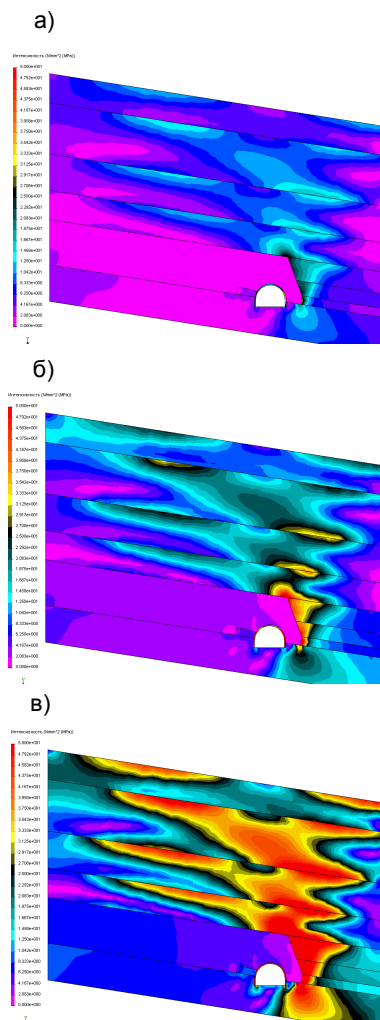 а)
Интенсивность (N/mm^2 (MPa))
5.000e+001
4.792e+001
4.583e+001
4.375e+001
4.167e+001
3.958e+001
3.750e+001
3.542e+001
3.333e+001
3.125e+001
2.917e+001
2.708e+001
2.500e+001
2.292e+001
2.083e+001
1.875e+001
1.667e+001
1.458e+001
1.250e+001
1.042e+001
8.333e+000
6.250e+000
4.167e+000
2.083e+000
0.000e+000
Y
б)
Интенсивность (N/mm^2 (MPa))
5.000e+001
4.792e+001
4.583e+001
4.375e+001
4.167e+001
3.958e+001
3.750e+001
3.542e+001
3.333e+001
3.125e+001
2.917e+001
2.708e+001
2.500e+001
2.292e+001
2.083e+001
1.875e+001
1.667e+001
1.458e+001
1.250e+001
1.042e+001
8.333e+000
6.250e+000
4.167e+000
2.083e+000
0.000e+000
Y
в)
Интенсивность (N/mm^2 (MPa))
5.000e+001
4.792e+001
4.583e+001
4.375e+001
4.167e+001
3.958e+001
3.750e+001
3.542e+001
3.333e+001
3.125e+001
2.917e+001
2.708e+001
2.500e+001
2.292e+001
2.083e+001
1.875e+001
1.667e+001
1.458e+001
1.250e+001
1.042e+001
8.333e+000
6.250e+000
4.167e+000
2.083e+000
0.000e+000
Y